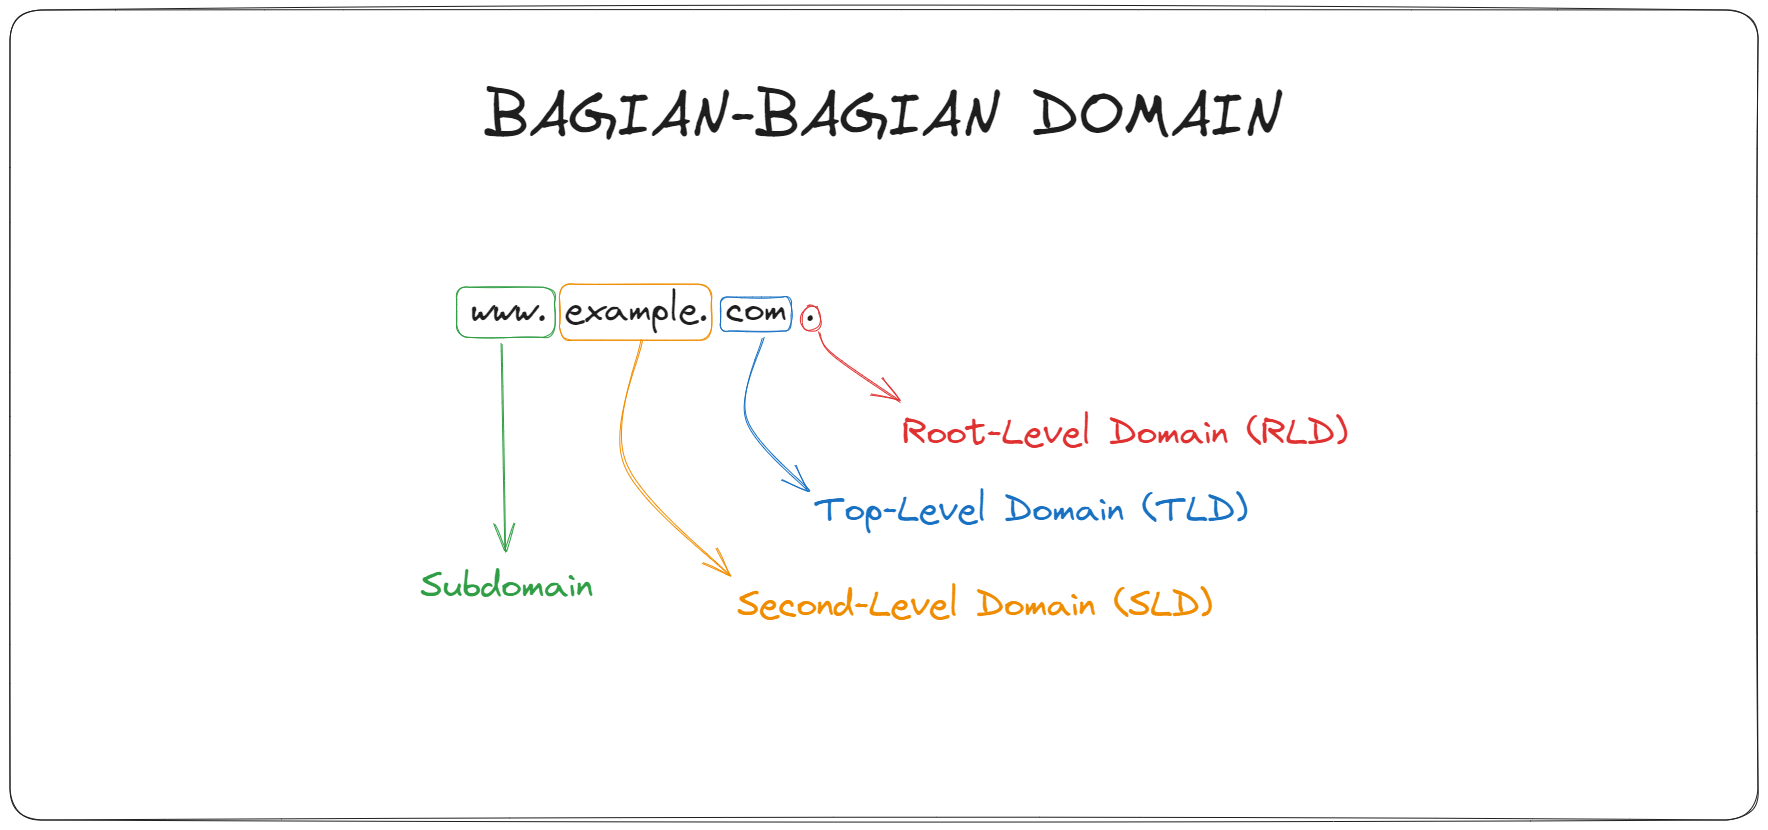 BAGIAN-BAGIAN DOMAIN
www. example. com .
Root-Level Domain (RLD)
Top-Level Domain (TLD)
Subdomain
Second-Level Domain (SLD)